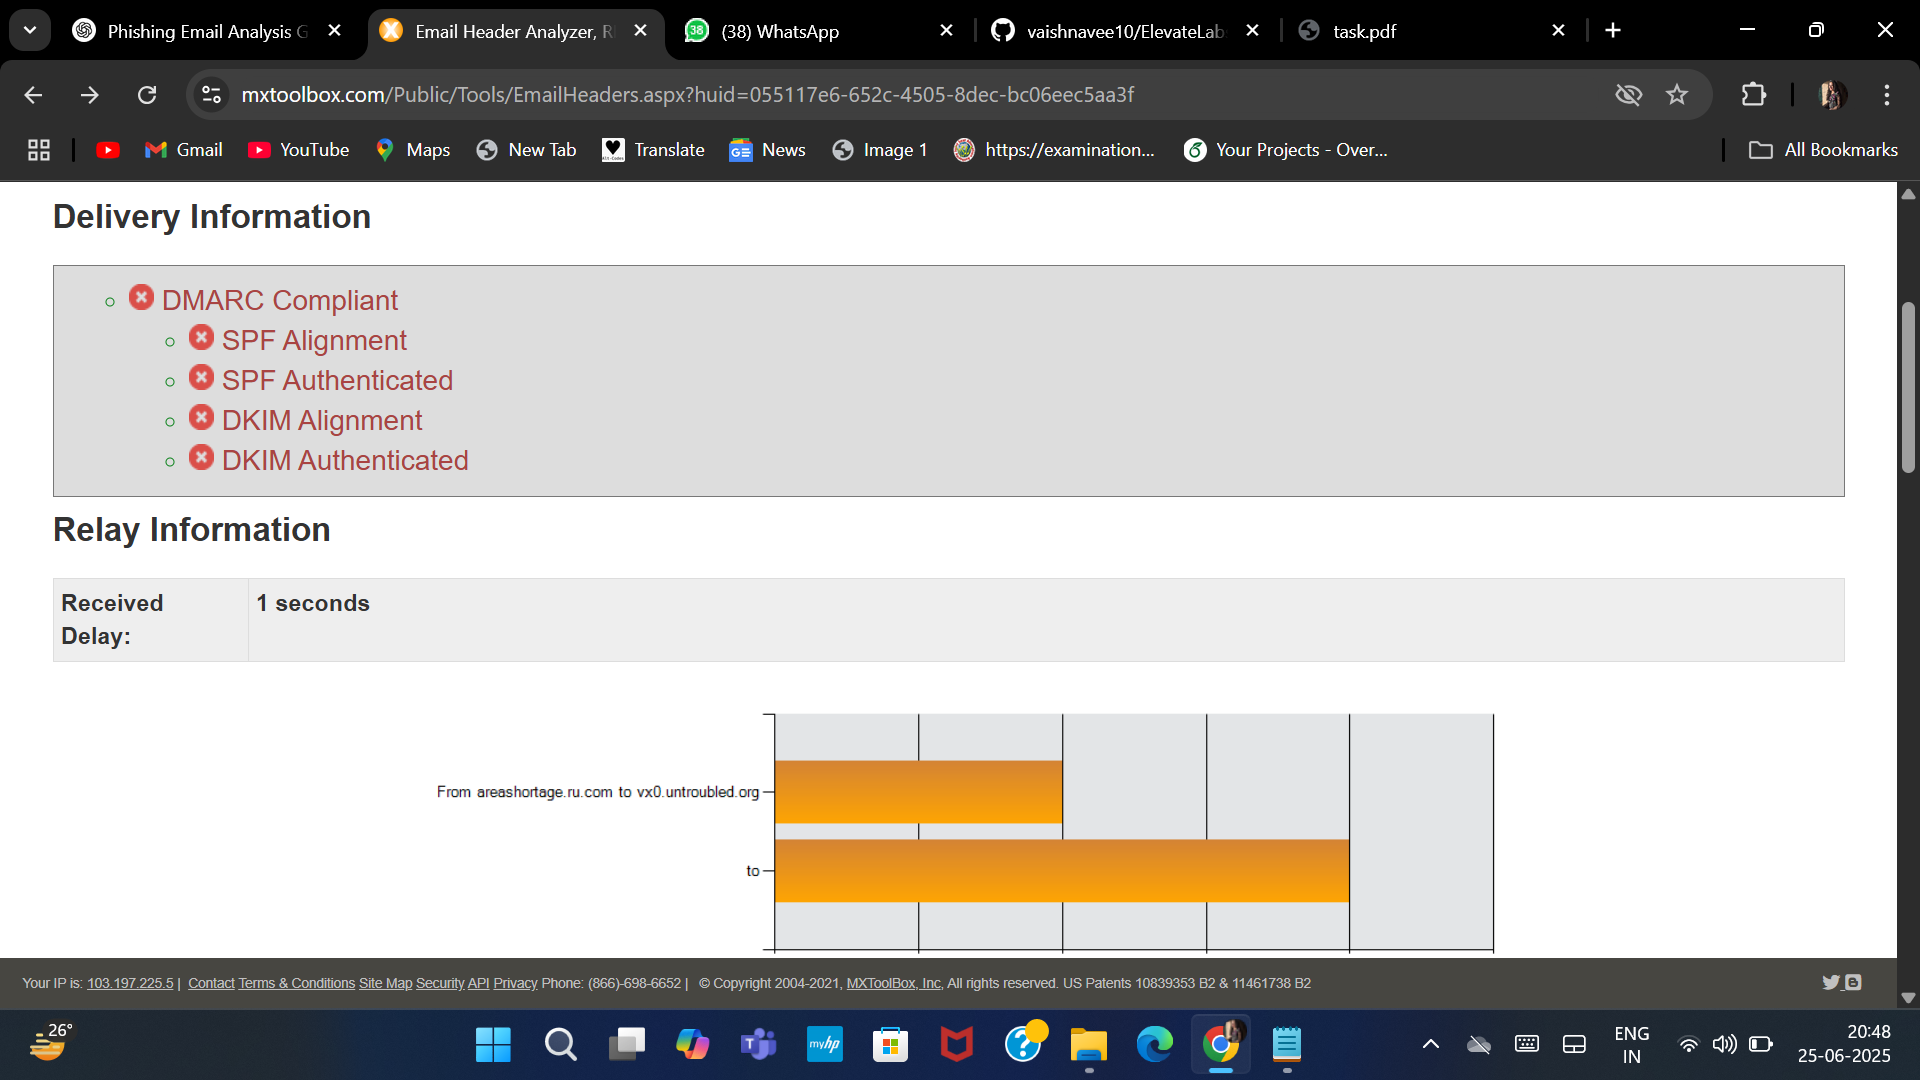 Phishing Email Analysis G
Email Header Analyzer, R
38
(38) WhatsApp
vaishnavee10/ElevateLab
task.pdf
mxtoolbox.com/Public/Tools/EmailHeaders.aspx?huid=055117e6-652c-4505-8dec-bc06eec5aa3f
Gmail
YouTube
Maps
New Tab
Translate
News
Image 1
https://examination...
Your Projects - Over...
All Bookmarks
Delivery Information
DMARC Compliant
SPF Alignment
SPF Authenticated
DKIM Alignment
DKIM Authenticated
Relay Information
Received Delay:
1 seconds
From areashortage.ru.com to vx0.untroubled.org
to
Your IP is: 103.197.225.5 | Contact Terms & Conditions Site Map Security API Privacy Phone: (866)-698-6652 | © Copyright 2004-2021, MXToolBox, Inc, All rights reserved. US Patents 10839353 B2 & 11461738 B2
26°
myhp
ENG
IN
20:48
25-06-2025